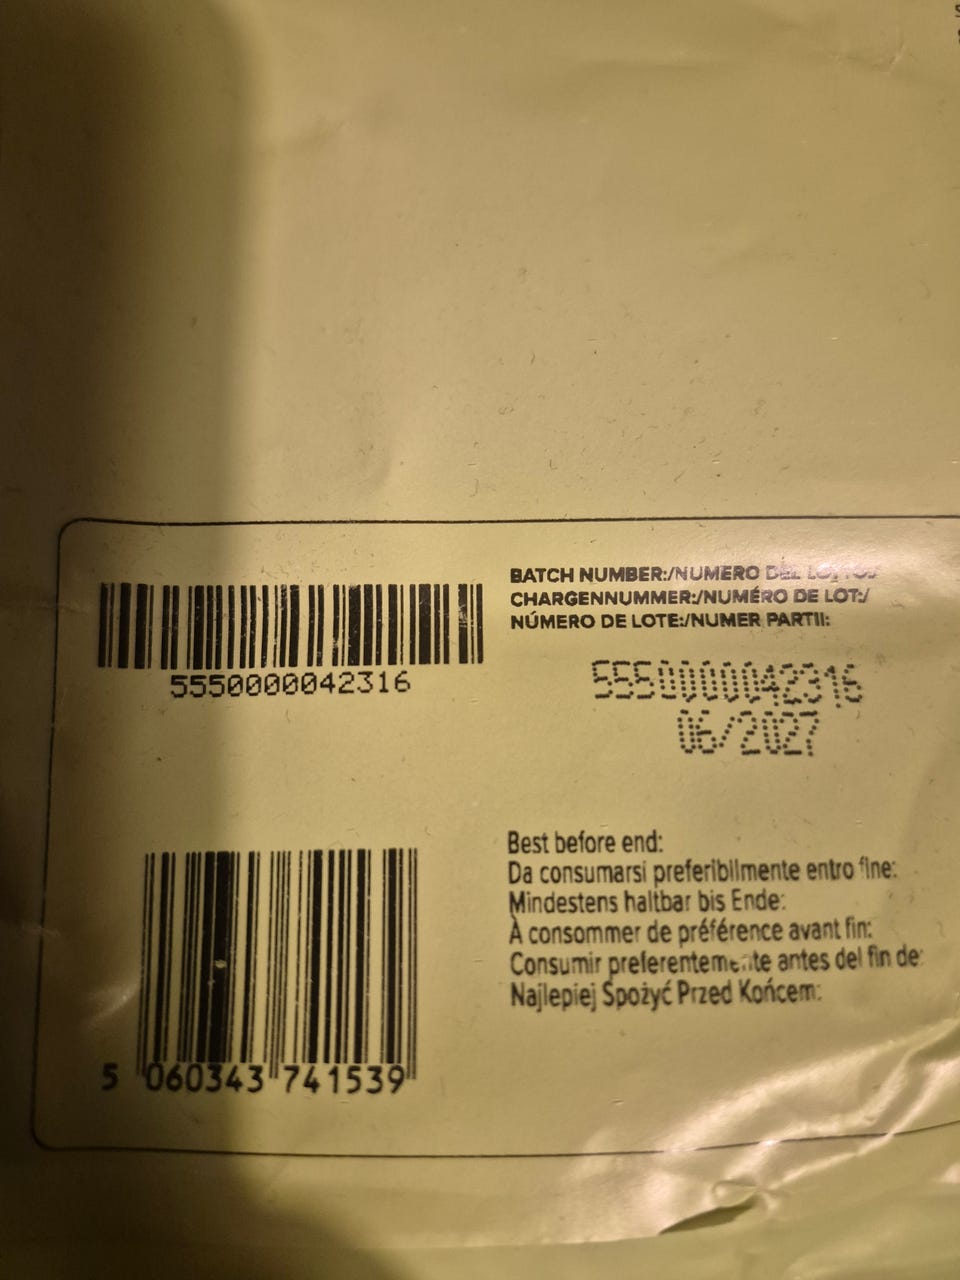 5550000042316
BATCH NUMBER:/NUMERO DEL LOTTO:/
CHARGENNUMMER:/NUMÉRO DE LOT:/
NÚMERO DE LOTE:/NUMER PARTII:
5550000042316
06/2027
5 060343 741539
Best before end:
Da consumarsi preferibilmente entro fine:
Mindestens haltbar bis Ende:
À consommer de préférence avant fin:
Consumir preferentemente antes del fin de:
Najlepiej Spożyć Przed Końcem: